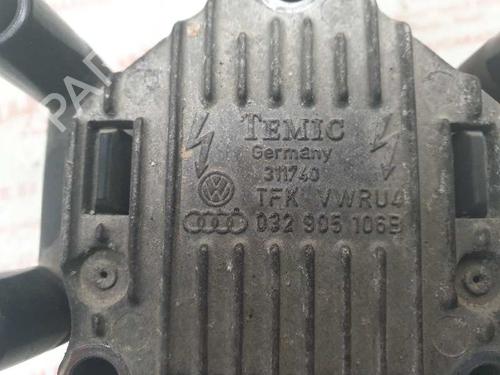 TEMIC
Germany
311740
TFK VWRU4
032 905 106B